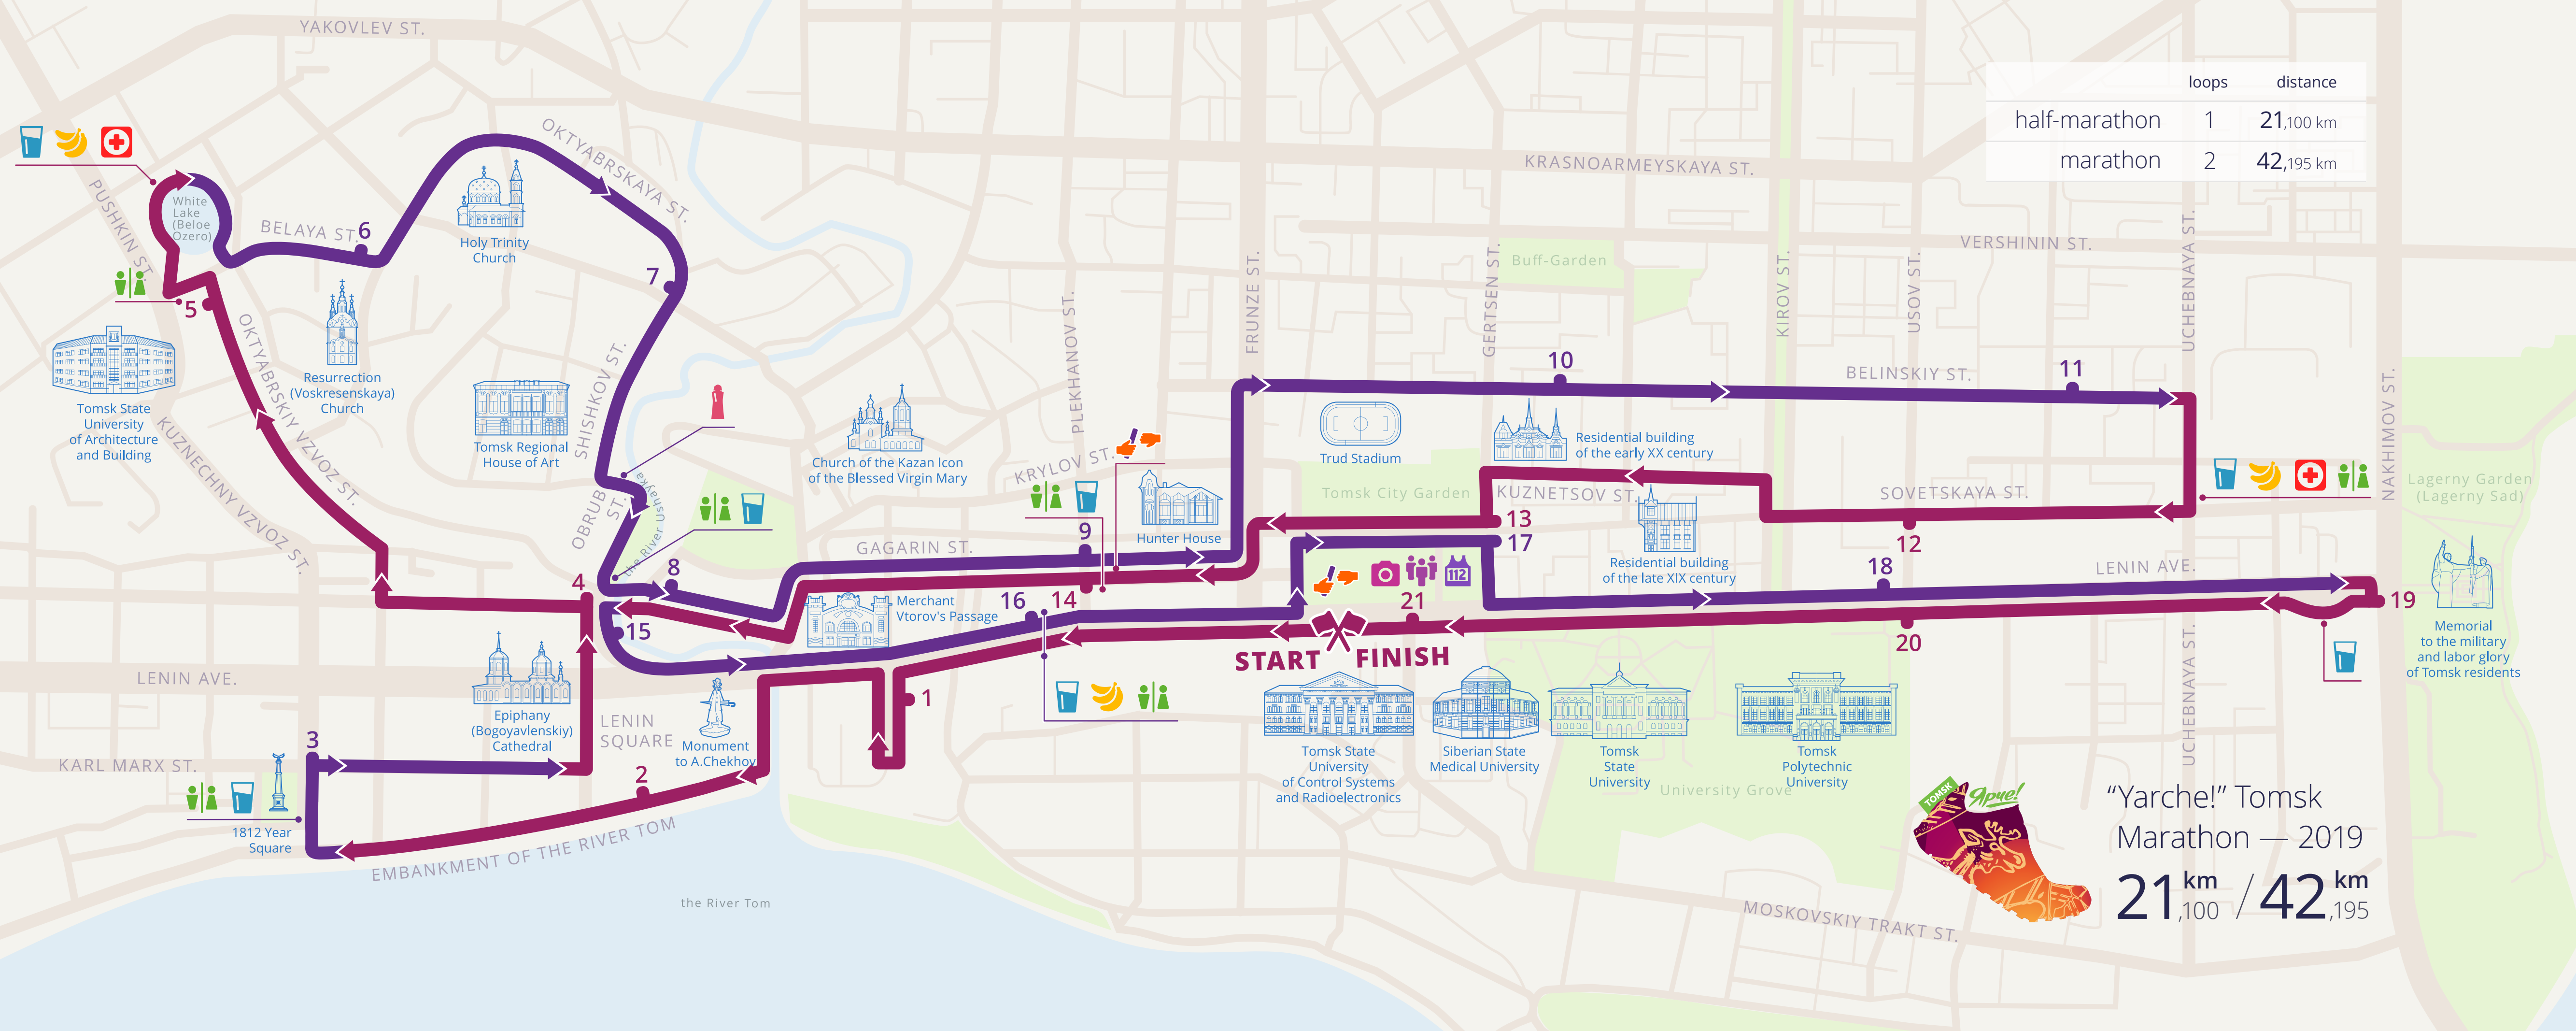 YAKOVLEV ST.
OKTYABRSKAYA ST.
KRASNOARMEYSKAYA ST.
loops distance
half-marathon 1 21,100 km
marathon 2 42,195 km
PUSHKIN ST.
White
Lake
(Beloe
Ozero)
BELAYA ST.
6
Holy Trinity
Church
7
5
FRUNZE ST.
GERTSEN ST.
Buff-Garden
KIROV ST.
USOV ST.
VERSHININ ST.
UCHEBNAYA ST.
NAKHIMOV ST.
Tomsk State
University
of Architecture
and Building
OKTYABRSKIY VZVOZ ST.
KUZNECHNIY VZVOZ ST.
Resurrection
(Voskresenskaya)
Church
Tomsk Regional
House of Art
SHISHKOV ST.
OBRUB
ST.
the River Ushayka
Church of the Kazan Icon
of the Blessed Virgin Mary
PLEKHANOV ST.
KRYLOV ST.
Hunter House
GAGARIN ST.
9
10
11
BELINSKIY ST.
Trud Stadium
Residential building
of the early XX century
Tomsk City Garden
KUZNETSOV ST.
SOVETSKAYA ST.
12
13
17
Residential building
of the late XIX century
Lagerny Garden
(Lagerny Sad)
4
8
15
Merchant
Vtorov's Passage
16
14
112
21
18
LENIN AVE.
19
20
START FINISH
Memorial
to the military
and labor glory
of Tomsk residents
LENIN AVE.
Epiphany
(Bogoyavlenskiy)
Cathedral
LENIN
SQUARE
Monument
to A.Chekhov
1
2
3
KARL MARX ST.
1812 Year
Square
EMBANKMENT OF THE RIVER TOM
the River Tom
Tomsk State
University
of Control Systems
and Radioelectronics
Siberian State
Medical University
Tomsk
State
University
University Grove
Tomsk
Polytechnic
University
UCHEBNAYA ST.
MOSKOVSKIY TRAKT ST.
TOMSK
Ярче!
“Yarche!” Tomsk
Marathon — 2019
21,100 km / 42,195 km